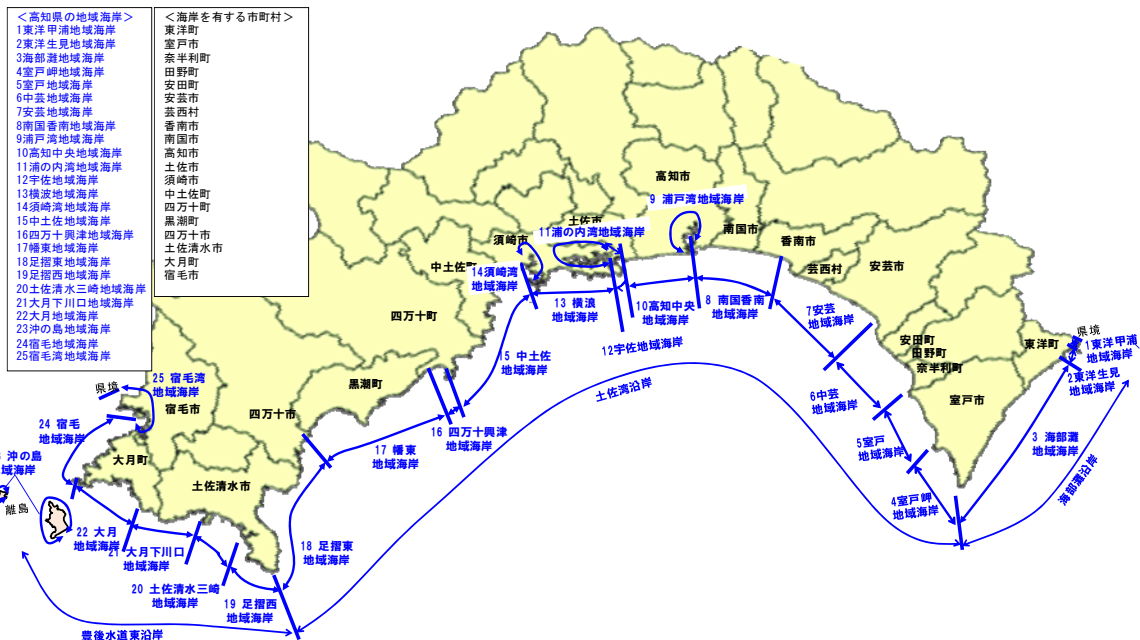 ＜高知県の地域海岸＞
1東洋甲浦地域海岸
2東洋生見地域海岸
3海部灘地域海岸
4室戸岬地域海岸
5室戸地域海岸
6中芸地域海岸
7安芸地域海岸
8南国香南地域海岸
9浦戸湾地域海岸
10高知中央地域海岸
11浦の内湾地域海岸
12宇佐地域海岸
13横波地域海岸
14須崎湾地域海岸
15中土佐地域海岸
16四万十興津地域海岸
17幡東地域海岸
18足摺東地域海岸
19足摺西地域海岸
20土佐清水三崎地域海岸
21大月下川口地域海岸
22大月地域海岸
23沖の島地域海岸
24宿毛地域海岸
25宿毛湾地域海岸
＜海岸を有する市町村＞
東洋町
室戸市
奈半利町
田野町
安田町
安芸市
芸西村
香南市
南国市
高知市
土佐市
須崎市
中土佐町
四万十町
黒潮町
四万十市
土佐清水市
大月町
宿毛市
高知市
9 浦戸湾地域海岸
土佐市
11浦の内湾地域海岸
南国市
須崎市
香南市
中土佐町
14須崎湾
地域海岸
芸西村
安芸市
13 横浪
地域海岸
10高知中央
地域海岸
8 南国香南
地域海岸
7安芸
地域海岸
四万十町
12宇佐地域海岸
安田町
田野町
奈半利町
東洋町
県境
1東洋甲浦
地域海岸
2東洋生見
地域海岸
15 中土佐
地域海岸
土佐湾沿岸
黒潮町
県境
25 宿毛湾
地域海岸
宿毛市
四万十市
6中芸
地域海岸
室戸市
24 宿毛
地域海岸
16 四万十興津
地域海岸
17 幡東
地域海岸
5室戸
地域海岸
3 海部灘
地域海岸
海部灘沿岸
大月町
沖の島
地域海岸
離島
土佐清水市
4室戸岬
地域海岸
22 大月
地域海岸
21 大月下川口
地域海岸
18 足摺東
地域海岸
20 土佐清水三崎
地域海岸
19 足摺西
地域海岸
豊後水道東沿岸